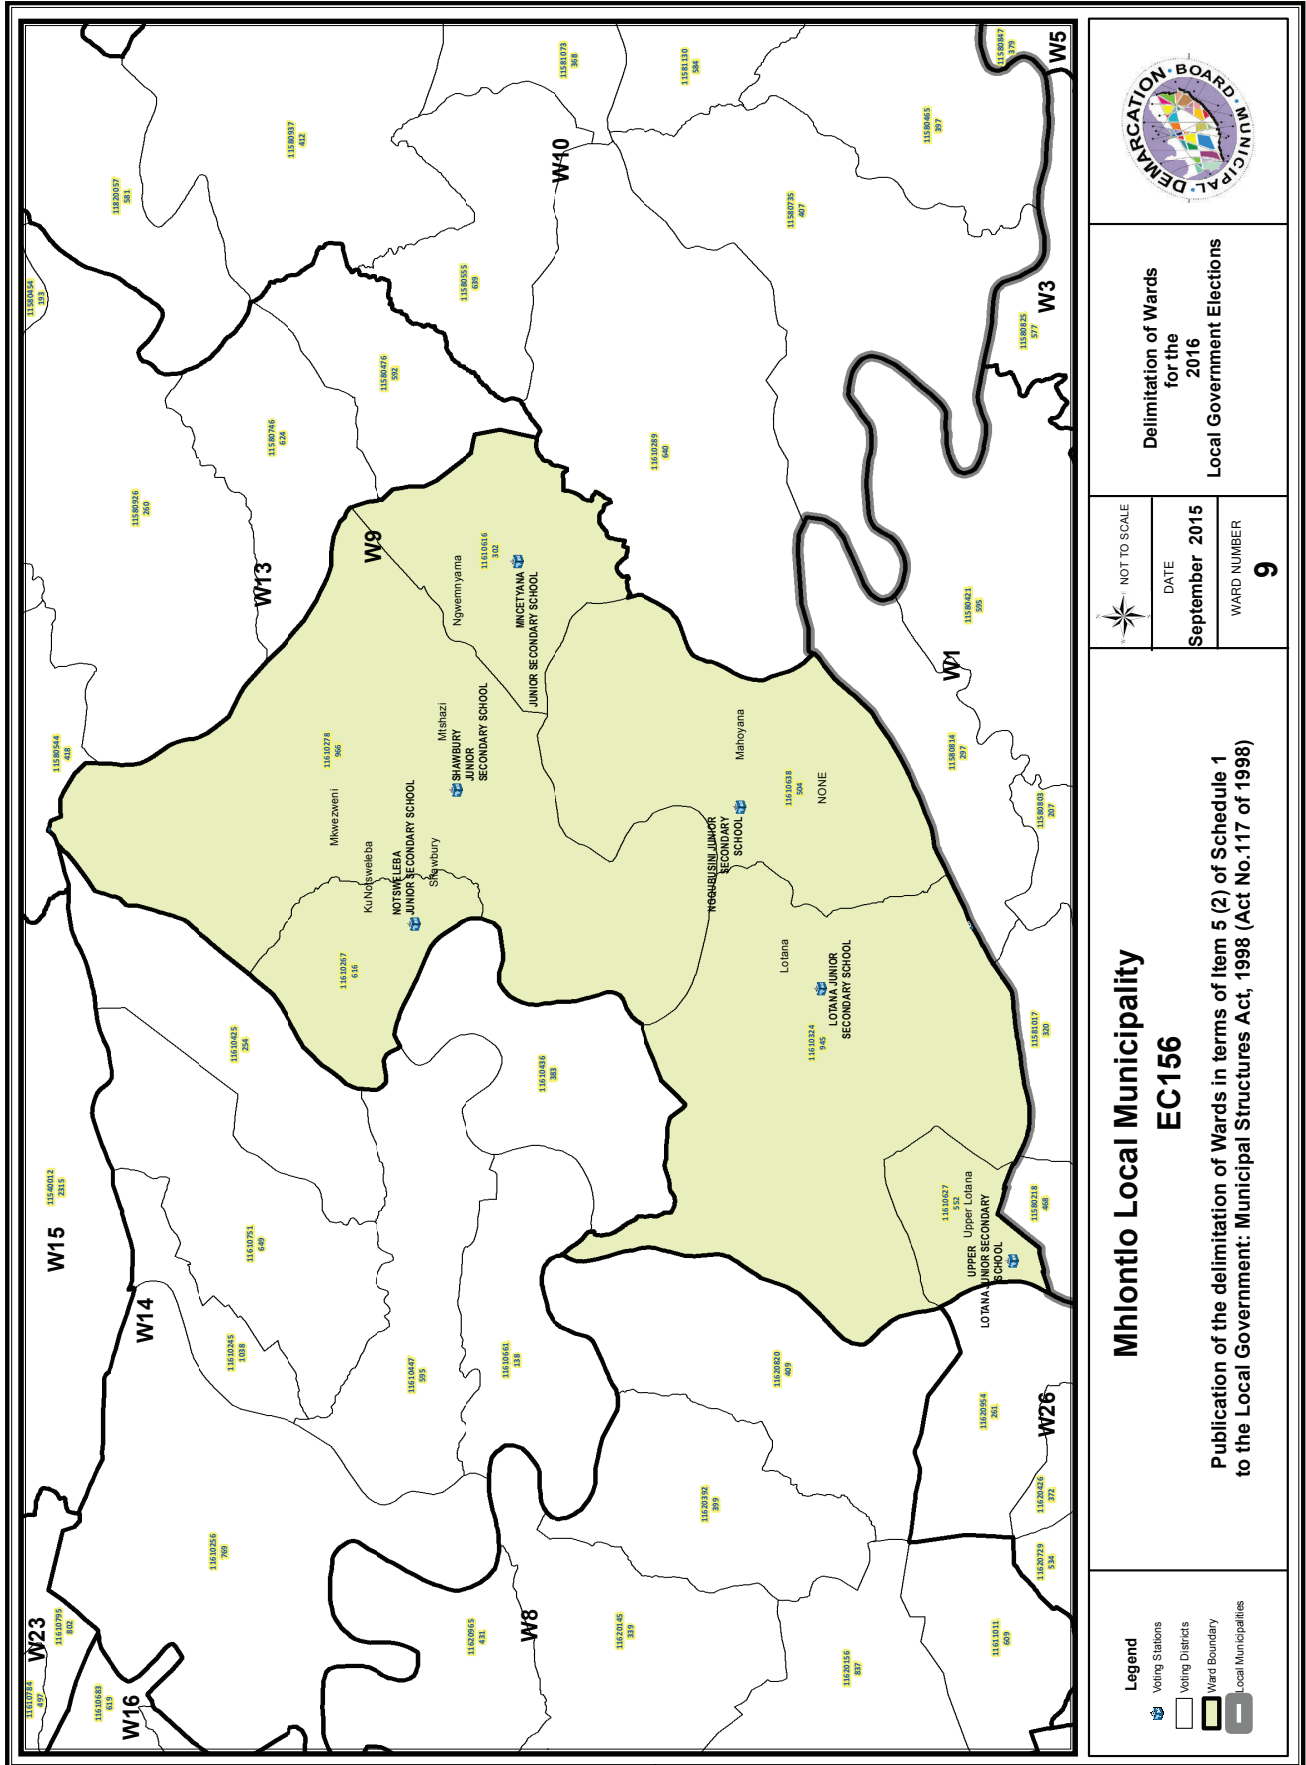 11580454
193
11820057
581
11580937
412
11581073
368
11581130
584
11580847
379
W5
W10
11580465
397
11580735
407
11580555
639
W3
11580825
577
11580476
592
11580746
624
11580926
260
11610289
640
W13
W9
11610616
302
Ngwemnyama
MNCETYANA
JUNIOR SECONDARY SCHOOL
11580421
595
W1
11580544
418
11610278
966
Mtshazi
SHAWBURY
JUNIOR
SECONDARY SCHOOL
Mahoyana
11580814
297
11580803
207
Mkwezweni
KuNotsweleba
NOTSWELEBA
JUNIOR SECONDARY SCHOOL
Shawbury
11610638
504
NONE
NGQUBUSINI JUNIOR
SECONDARY
SCHOOL
11610267
616
Lotana
LOTANA JUNIOR
SECONDARY SCHOOL
11610324
945
11581017
320
11610425
254
11610436
383
11540012
2315
W15
11610751
649
11610627
552
Upper Lotana
UPPER
LOTANA JUNIOR SECONDARY
SCHOOL
11580218
468
W14
11610245
1038
11610447
595
11610661
138
11620820
409
11620954
261
W26
11620392
399
11620426
372
11620729
534
11610256
769
W23
11610795
802
11610784
497
11610683
619
W16
11620965
431
W8
11620145
339
11620156
837
11611011
609
Legend
Voting Stations
Voting Districts
Ward Boundary
Local Municipalities
Mhlontlo Local Municipality
EC156
Publication of the delimitation of Wards in terms of Item 5 (2) of Schedule 1
to the Local Government: Municipal Structures Act, 1998 (Act No.117 of 1998)
NOT TO SCALE
DATE
September 2015
WARD NUMBER
9
Delimitation of Wards
for the
2016
Local Government Elections
MUNICIPAL • DEMARCATION • BOARD •